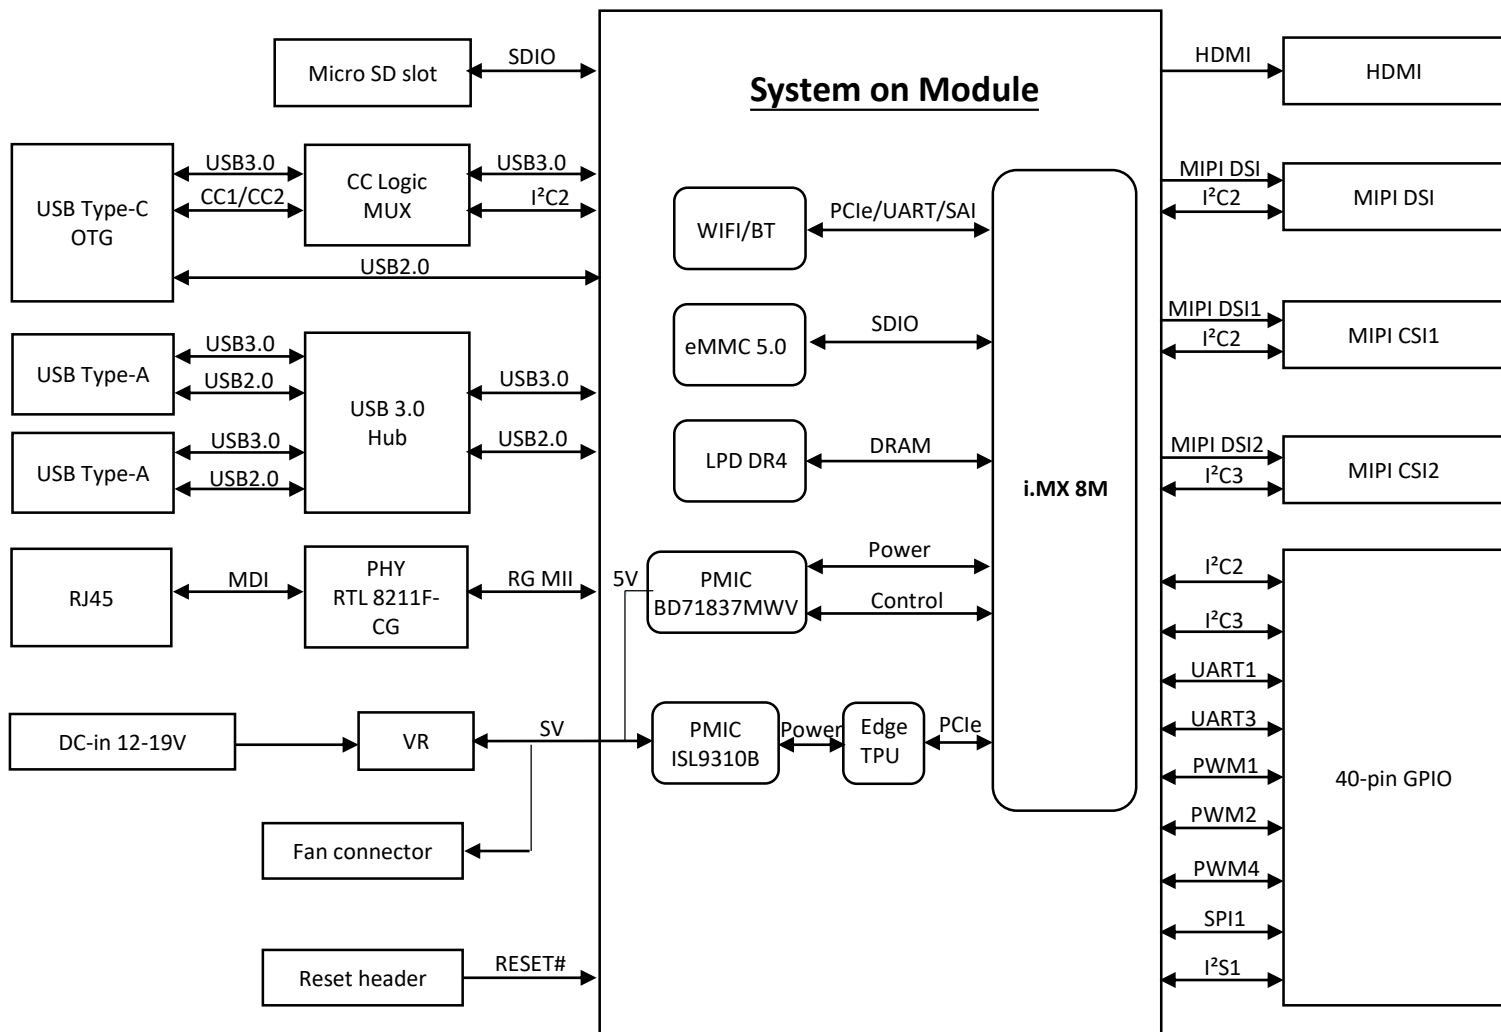 System on Module
Micro SD slot
SDIO
USB Type-C
OTG
USB3.0
CC1/CC2
CC Logic
MUX
USB3.0
I²C2
USB2.0
USB Type-A
USB3.0
USB2.0
USB Type-A
USB3.0
USB2.0
USB 3.0
Hub
USB3.0
USB2.0
RJ45
MDI
PHY
RTL 8211F-
CG
RG MII
5V
DC-in 12-19V
VR
SV
Fan connector
Reset header
RESET#
WIFI/BT
PCIe/UART/SAI
eMMC 5.0
SDIO
LPD DR4
DRAM
PMIC
BD71837MWV
Power
Control
PMIC
ISL9310B
Power
Edge
TPU
PCIe
i.MX 8M
HDMI
HDMI
MIPI DSI
I²C2
MIPI DSI
MIPI DSI1
I²C2
MIPI CSI1
MIPI DSI2
I²C3
MIPI CSI2
I²C2
I²C3
UART1
UART3
PWM1
PWM2
PWM4
SPI1
I²S1
40-pin GPIO